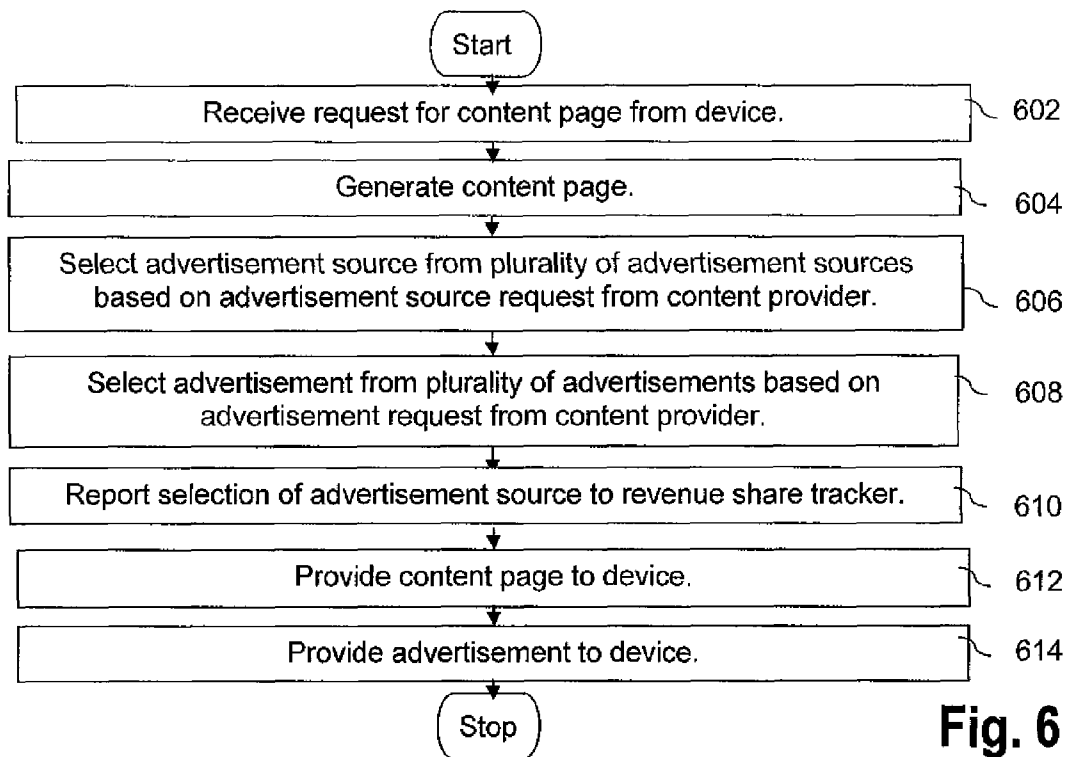 Start
Receive request for content page from device.
602
Generate content page.
604
Select advertisement source from plurality of advertisement sources
based on advertisement source request from content provider.
606
Select advertisement from plurality of advertisements based on
advertisement request from content provider.
608
Report selection of advertisement source to revenue share tracker.
610
Provide content page to device.
612
Provide advertisement to device.
614
Stop
Fig. 6